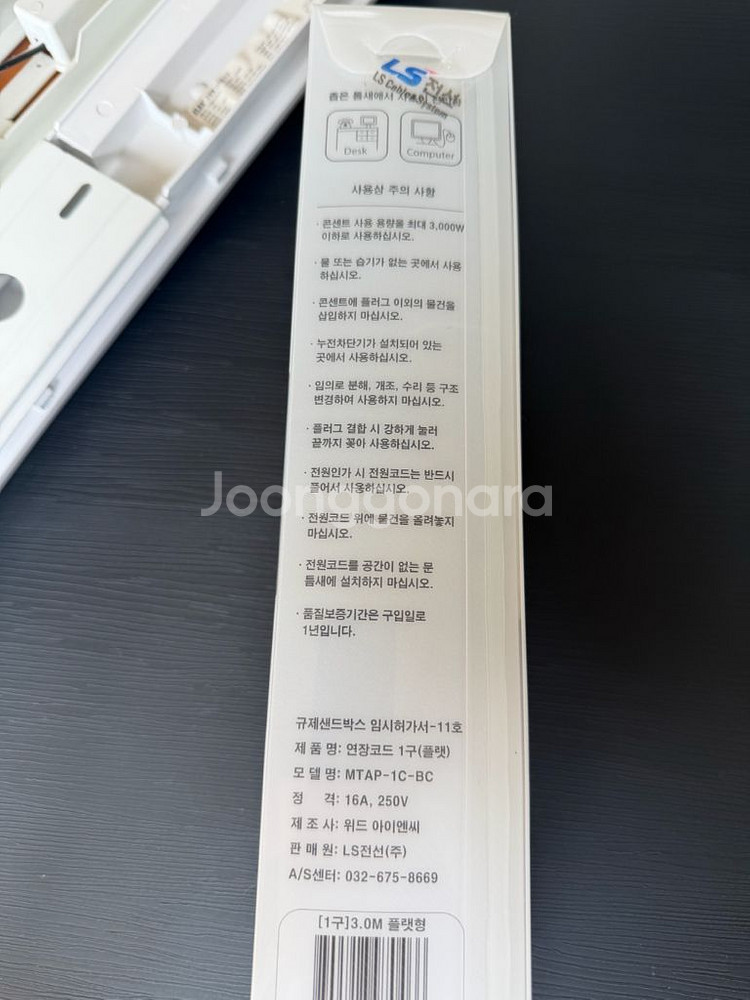 LS전선
LS Cable & System
좁은 틈새에서 사용이
Desk
Computer
사용상 주의 사항
· 콘센트 사용 용량을 최대 3,000W
이하로 사용하십시오.
· 물 또는 습기가 없는 곳에서 사용
하십시오.
· 콘센트에 플러그 이외의 물건을
삽입하지 마십시오.
· 누전차단기가 설치되어 있는
곳에서 사용하십시오.
· 임의로 분해, 개조, 수리 등 구조
변경하여 사용하지 마십시오.
· 플러그 결합 시 강하게 눌러
끝까지 꽂아 사용하십시오.
· 전원인가 시 전원코드는 반드시
풀어서 사용하십시오.
· 전원코드 위에 물건을 올려놓지
마십시오.
· 전원코드를 공간이 없는 문
틈새에 설치하지 마십시오.
· 품질보증기간은 구입일로
1년입니다.
Joonggonara
규제샌드박스 임시허가서-11호
제 품 명: 연장코드 1구(플랫)
모 델 명: MTAP-1C-BC
정 격: 16A, 250V
제 조 사: 위드 아이엔씨
판 매 원: LS전선(주)
A/S센터: 032-675-8669
[1구]3.0M 플랫형